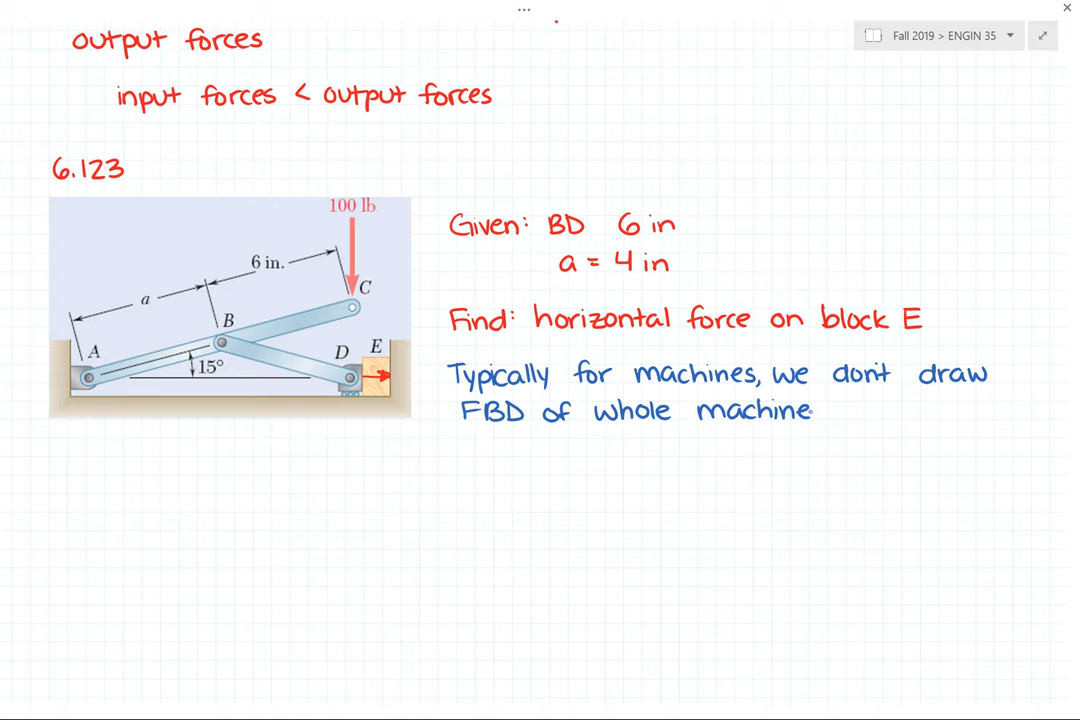 ...
output forces
Fall 2019 > ENGIN 35
input forces < output forces
6.123
100 lb
6 in.
a
A
B
C
D
E
15°
Given: BD 6 in
a = 4 in
Find: horizontal force on block E
Typically for machines, we don't draw
FBD of whole machine